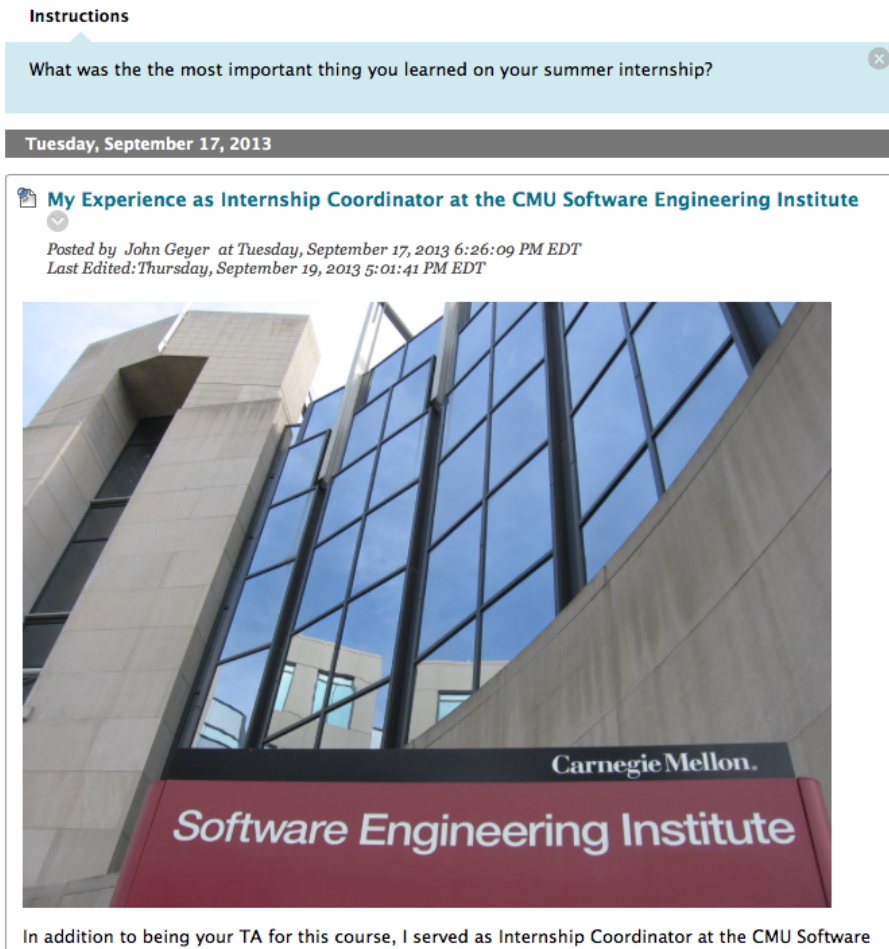 Instructions
What was the the most important thing you learned on your summer internship?
Tuesday, September 17, 2013
My Experience as Internship Coordinator at the CMU Software Engineering Institute
Posted by John Geyer at Tuesday, September 17, 2013 6:26:09 PM EDT
Last Edited:Thursday, September 19, 2013 5:01:41 PM EDT
Carnegie Mellon.
Software Engineering Institute
In addition to being your TA for this course, I served as Internship Coordinator at the CMU Software